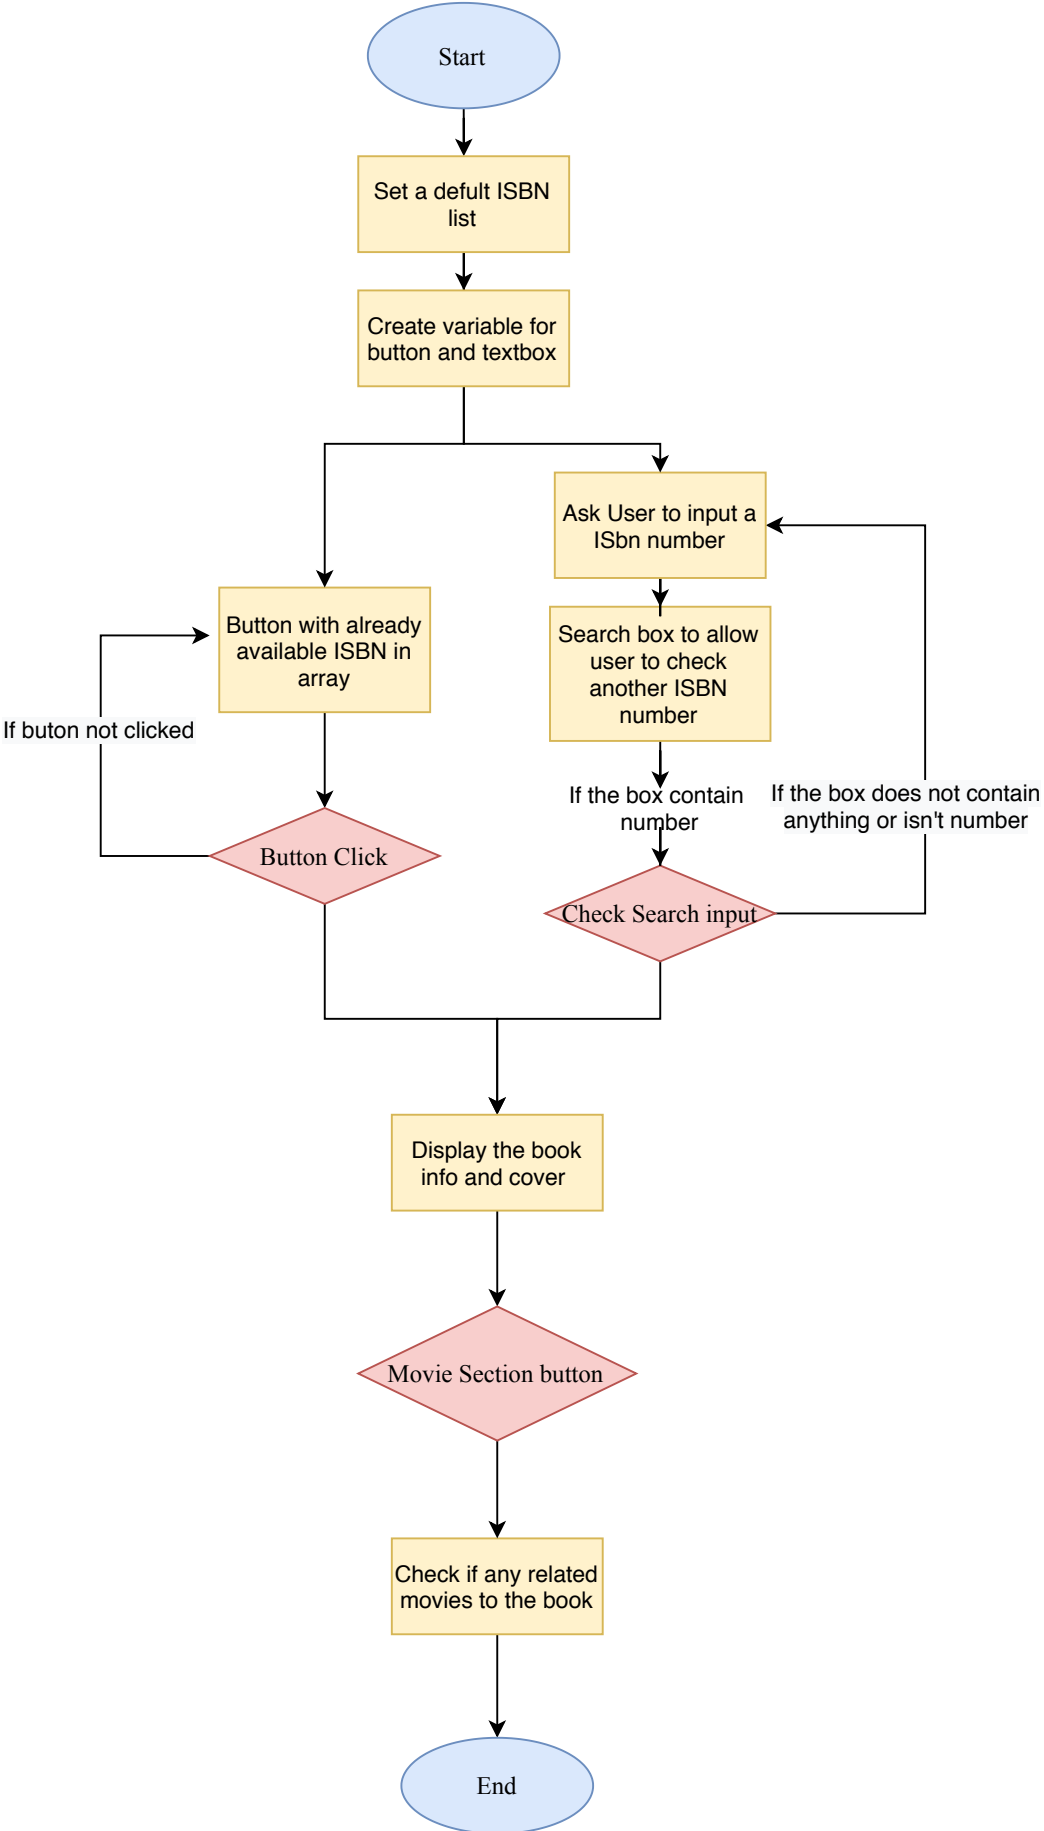 Start
Set a defult ISBN
list
Create variable for
button and textbox
Ask User to input a
ISbn number
Button with already
available ISBN in
array
Search box to allow
user to check
another ISBN
number
If buton not clicked
If the box contain
number
If the box does not contain
anything or isn't number
Button Click
Check Search input
Display the book
info and cover
Movie Section button
Check if any related
movies to the book
End